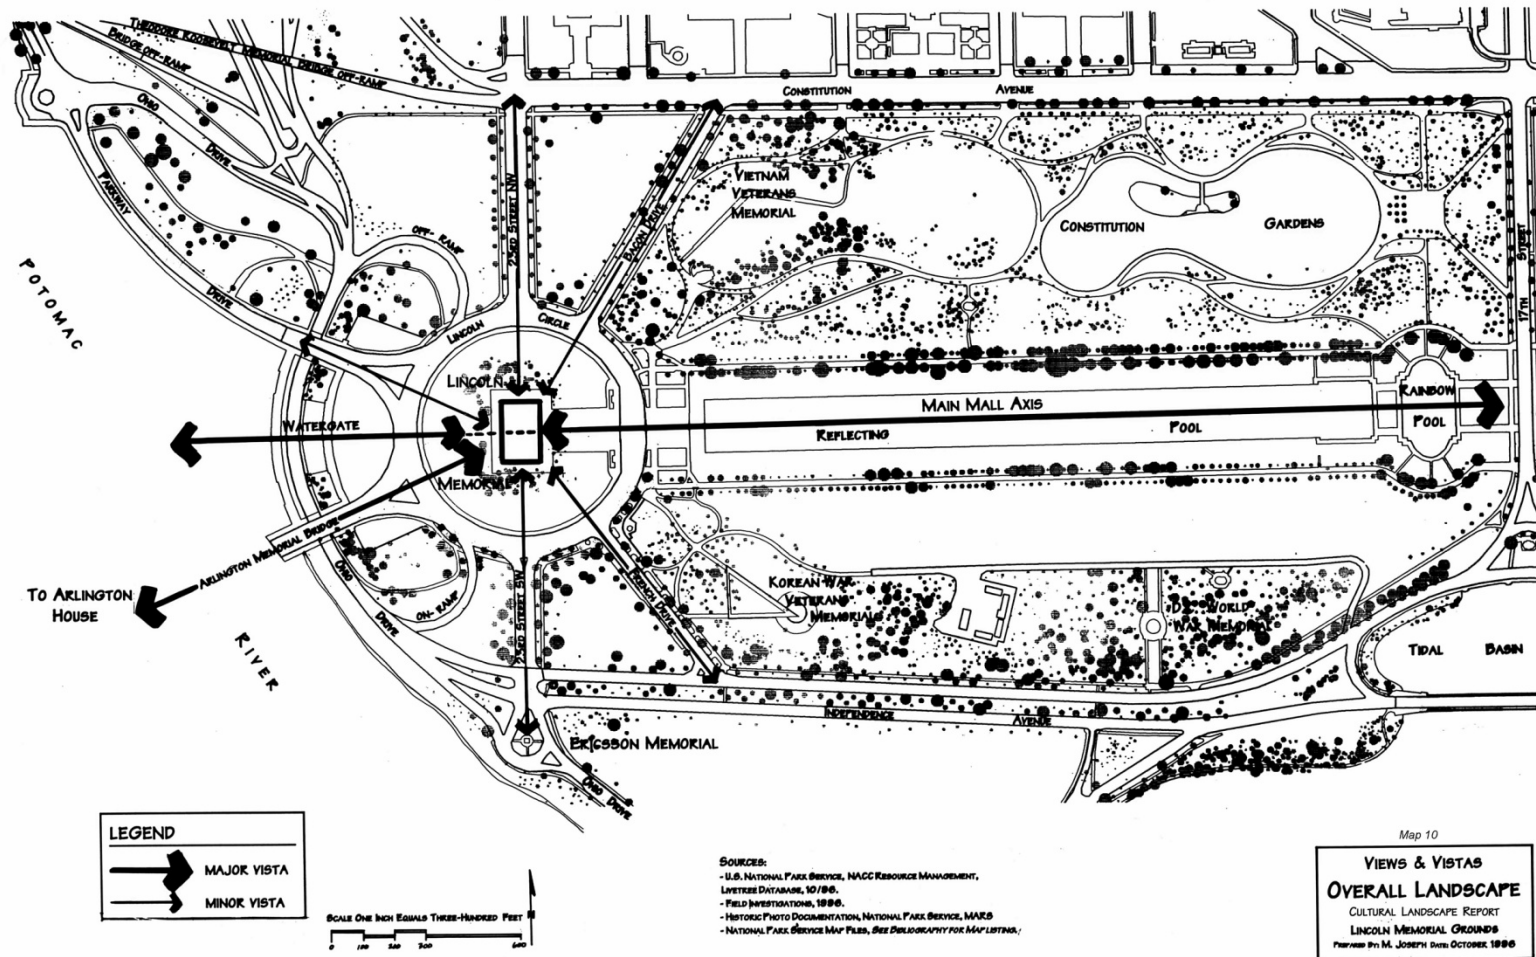 THEODORE ROOSEVELT MEMORIAL BRIDGE OFF-RAMP
BRIDGE OFF-RAMP
CONSTITUTION AVENUE
OHIO
DRIVE
PARKWAY
DRIVE
OFF-RAMP
23RD STREET NW
BACON DRIVE
VIETNAM
VETERANS
MEMORIAL
CONSTITUTION GARDENS
17TH STREET
POTOMAC
RIVER
LINCOLN CIRCLE
LINCOLN
MEMORIAL
WATERGATE
MAIN MALL AXIS
REFLECTING POOL
RAINBOW
POOL
ARLINGTON MEMORIAL BRIDGE
TO ARLINGTON
HOUSE
OHIO
DRIVE
ON-RAMP
23RD STREET SW
FRENCH DRIVE
KOREAN WAR
VETERANS
MEMORIAL
D.C. WORLD
WAR MEMORIAL
TIDAL BASIN
INDEPENDENCE AVENUE
ERICSSON MEMORIAL
OHIO DRIVE
LEGEND
MAJOR VISTA
MINOR VISTA
SCALE ONE INCH EQUALS THREE-HUNDRED FEET
0 100 200 300 600
N
SOURCES:
- U.S. NATIONAL PARK SERVICE, NACC RESOURCE MANAGEMENT,
LIVETREE DATABASE, 10/96.
- FIELD INVESTIGATIONS, 1996.
- HISTORIC PHOTO DOCUMENTATION, NATIONAL PARK SERVICE, MARS
- NATIONAL PARK SERVICE MAP FILES, SEE BIBLIOGRAPHY FOR MAP LISTING.
Map 10
VIEWS & VISTAS
OVERALL LANDSCAPE
CULTURAL LANDSCAPE REPORT
LINCOLN MEMORIAL GROUNDS
PREPARED BY: M. JOSEPH DATE: OCTOBER 1996